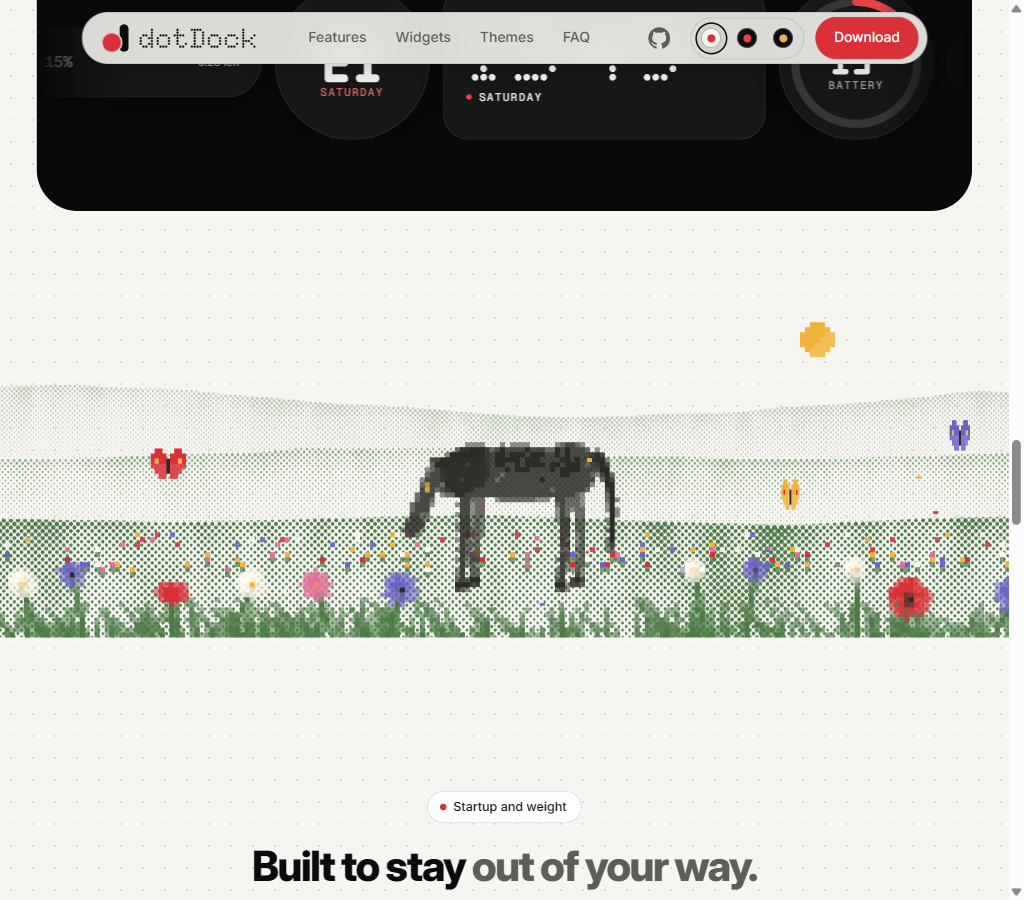 dotDock
Features
Widgets
Themes
FAQ
Download
15%
SATURDAY
SATURDAY
BATTERY
Startup and weight
Built to stay out of your way.